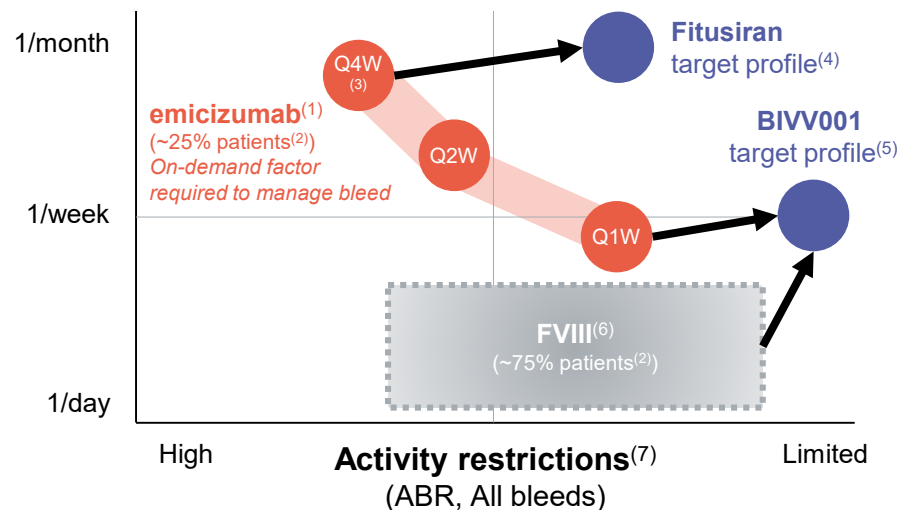 1/month
Q4W
(3)
Fitusiran
target profile(4)
emicizumab(1)
(~25% patients(2))
On-demand factor
required to manage bleed
Q2W
BIVV001
target profile(5)
1/week
Q1W
FVIII(6)
(~75% patients(2))
1/day
High
Activity restrictions(7)
Limited
(ABR, All bleeds)